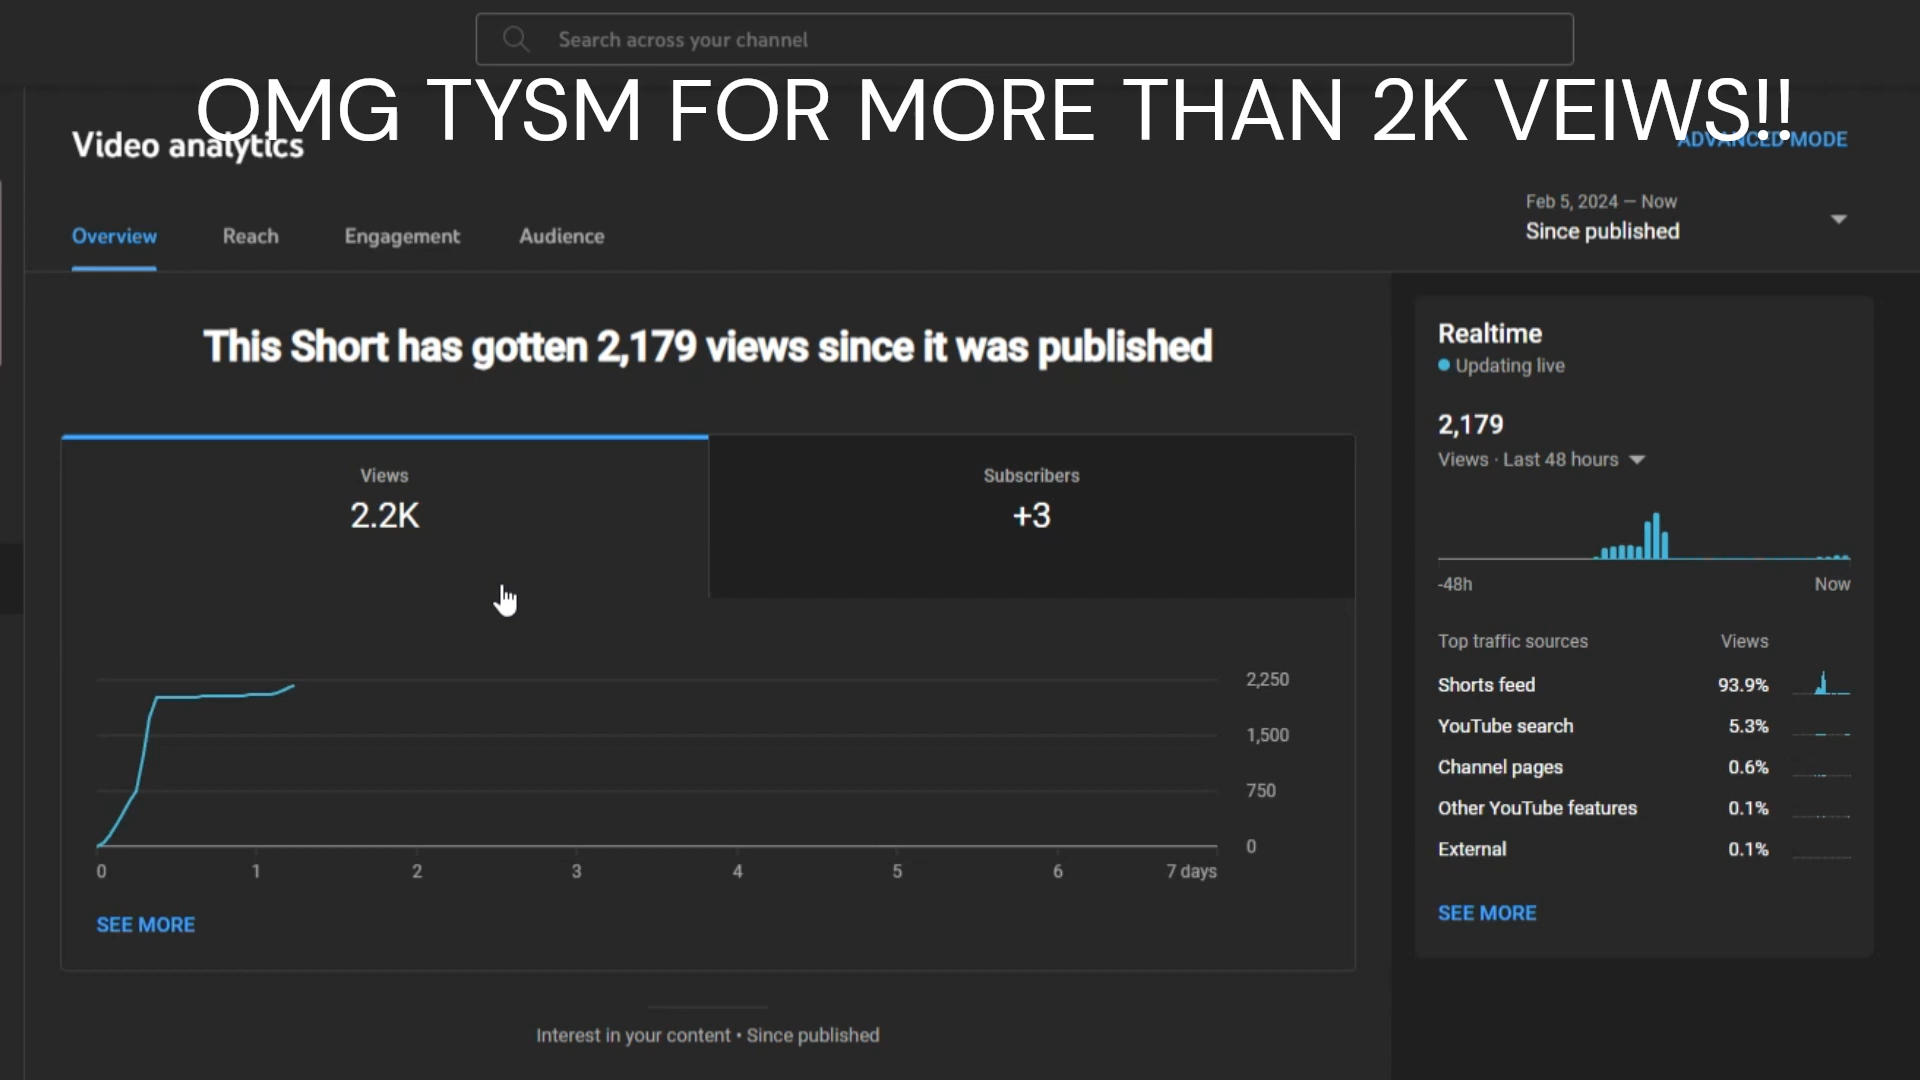 Search across your channel
OMG TYSM FOR MORE THAN 2K VEIWS!!
Video analytics
ADVANCED MODE
Overview
Reach
Engagement
Audience
Feb 5, 2024 – Now
Since published
This Short has gotten 2,179 views since it was published
Views
2.2K
Subscribers
+3
2,250
1,500
750
0
0
1
2
3
4
5
6
7 days
SEE MORE
Interest in your content • Since published
Realtime
Updating live
2,179
Views · Last 48 hours
-48h
Now
Top traffic sources
Views
Shorts feed
93.9%
YouTube search
5.3%
Channel pages
0.6%
Other YouTube features
0.1%
External
0.1%
SEE MORE